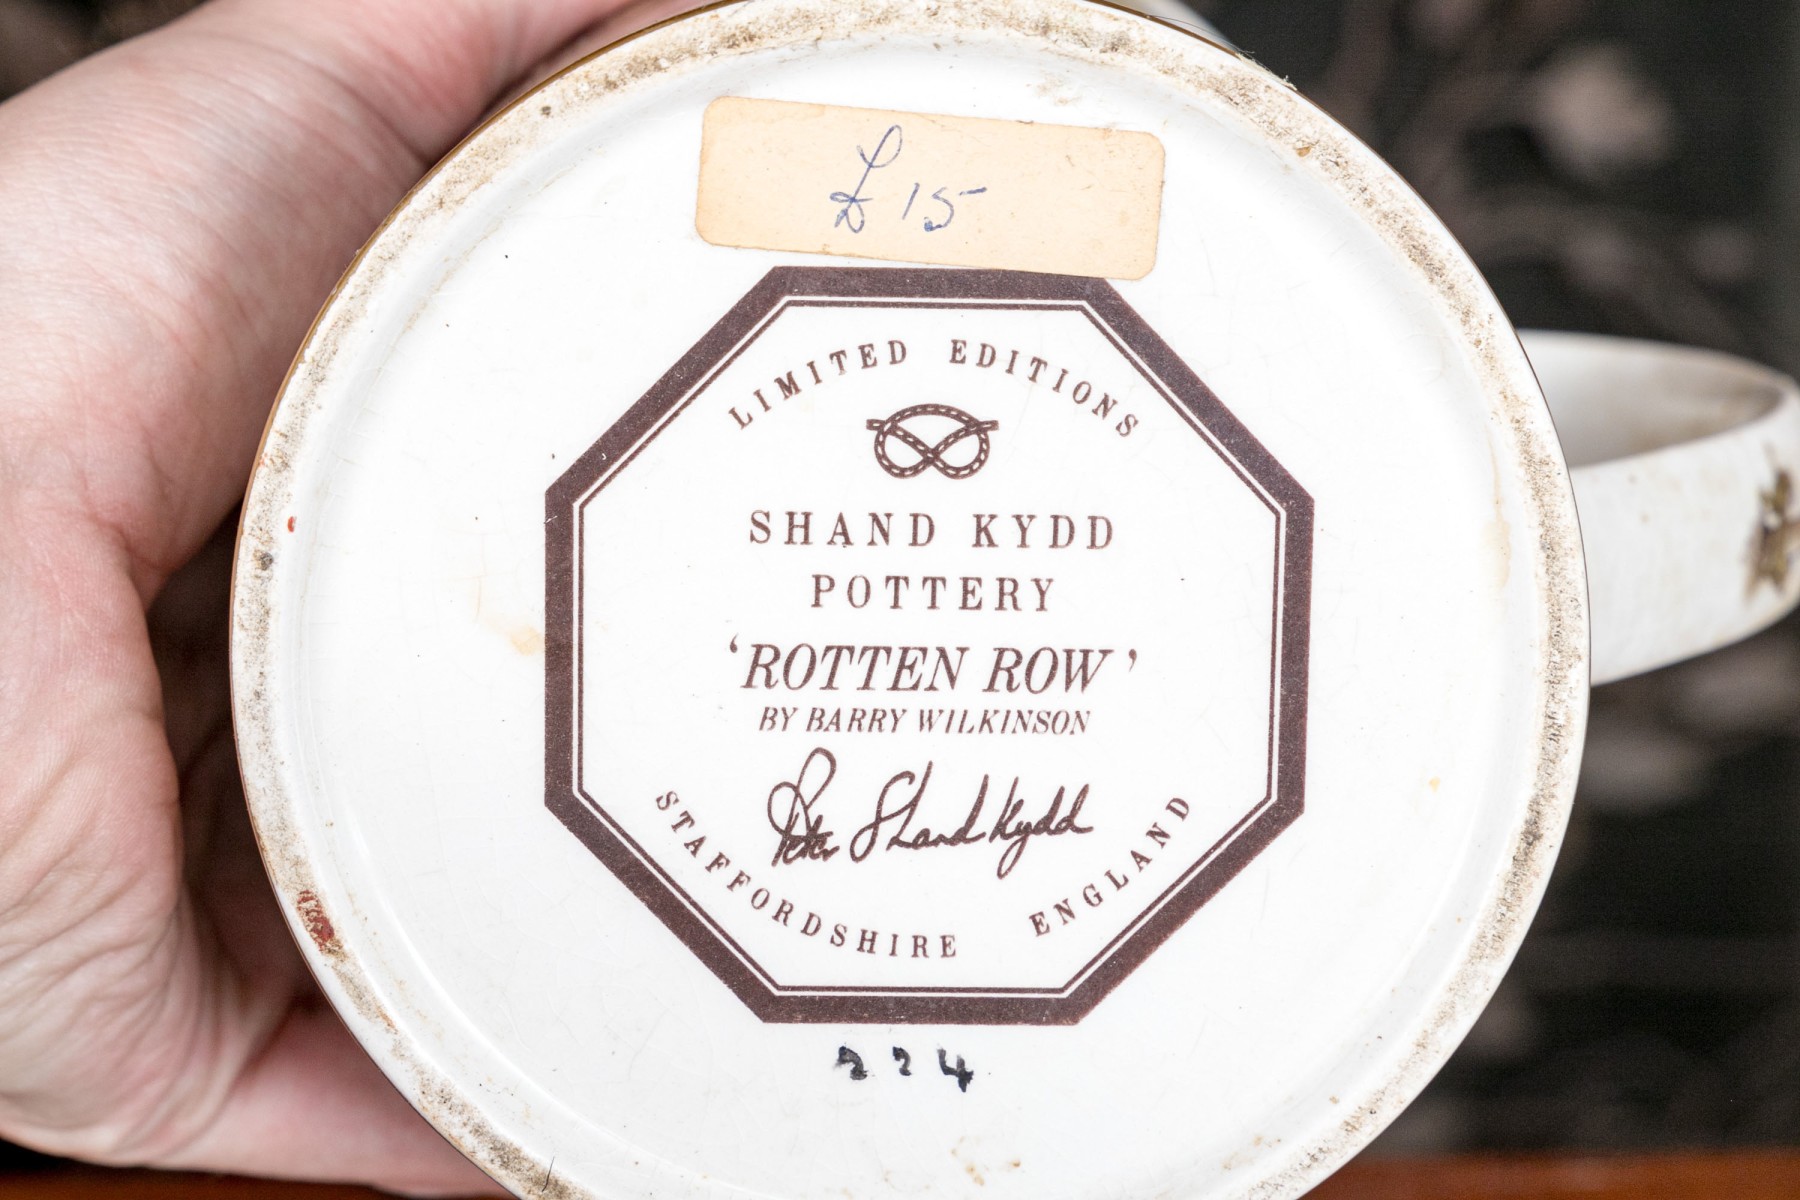 £15
LIMITED EDITIONS
SHAND KYDD
POTTERY
'ROTTEN ROW'
BY BARRY WILKINSON
Peter Shand Kydd
STAFFORDSHIRE ENGLAND
224